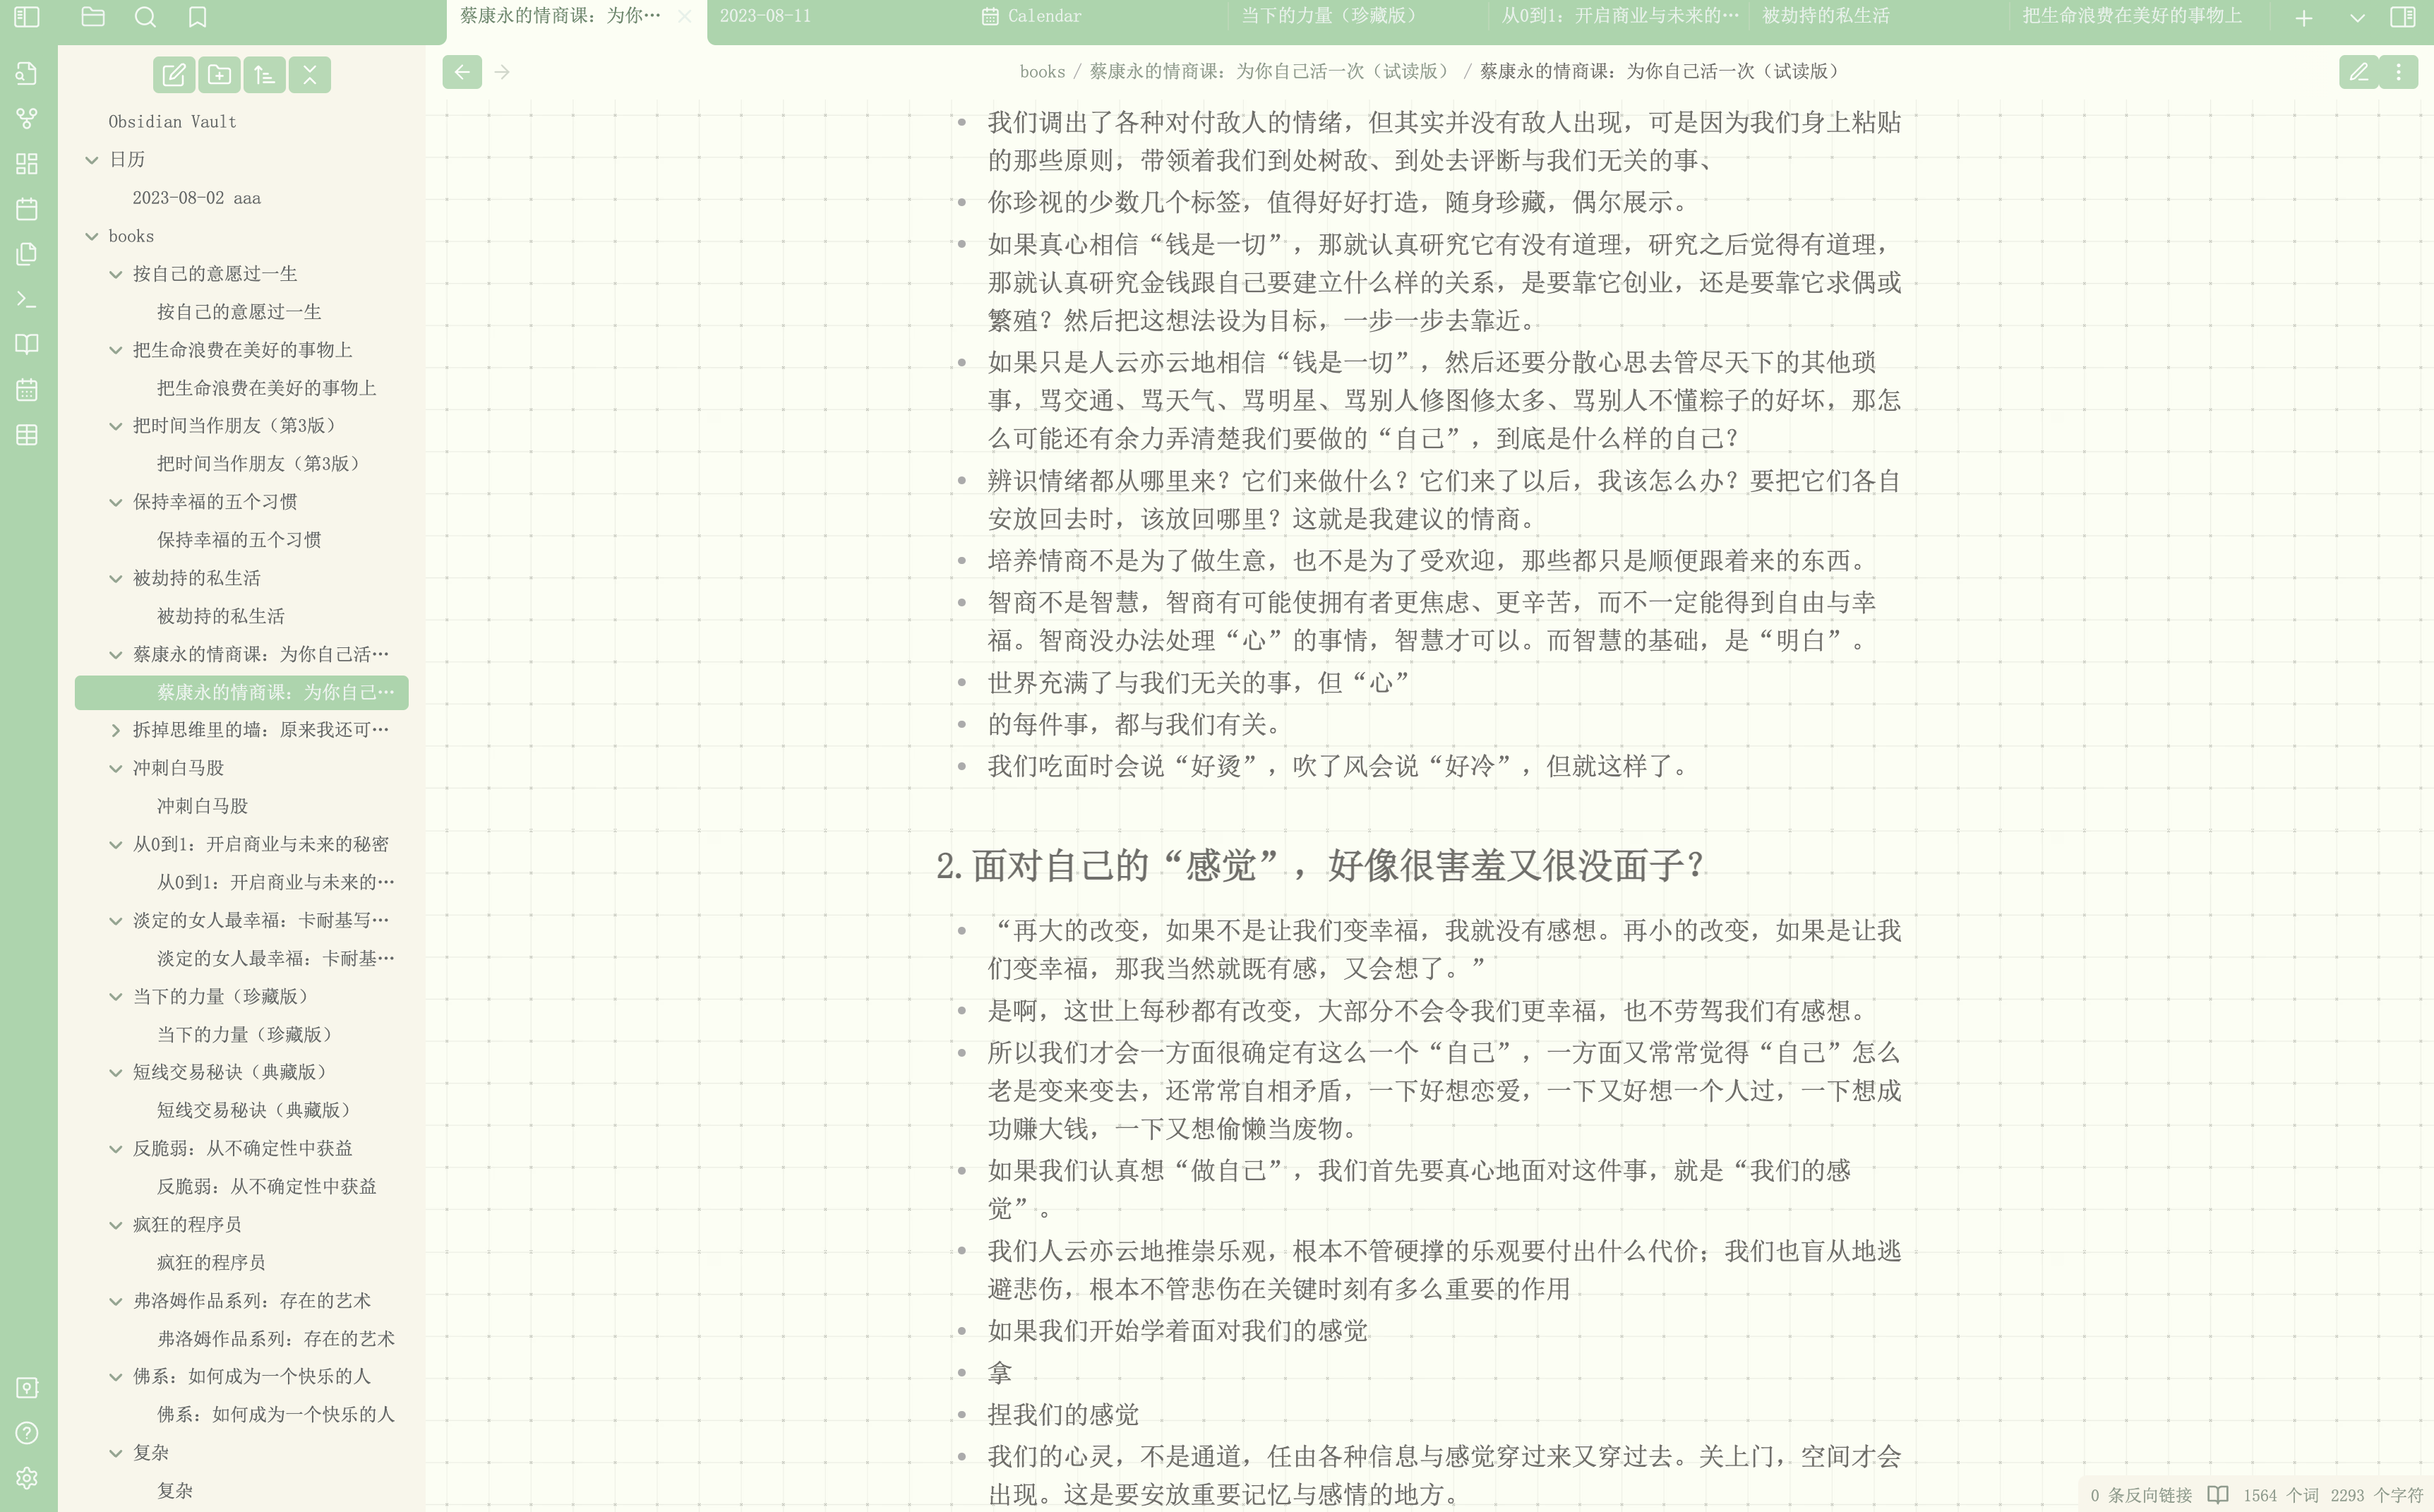 蔡康永的情商课：为你…
2023-08-11
Calendar
当下的力量（珍藏版）
从0到1：开启商业与未来的…
被劫持的私生活
把生命浪费在美好的事物上
books / 蔡康永的情商课：为你自己活一次（试读版） / 蔡康永的情商课：为你自己活一次（试读版）
Obsidian Vault
日历
2023-08-02 aaa
books
按自己的意愿过一生
按自己的意愿过一生
把生命浪费在美好的事物上
把生命浪费在美好的事物上
把时间当作朋友（第3版）
把时间当作朋友（第3版）
保持幸福的五个习惯
保持幸福的五个习惯
被劫持的私生活
被劫持的私生活
蔡康永的情商课：为你自己活…
蔡康永的情商课：为你自己…
拆掉思维里的墙：原来我还可…
冲刺白马股
冲刺白马股
从0到1：开启商业与未来的秘密
从0到1：开启商业与未来的…
淡定的女人最幸福：卡耐基写…
淡定的女人最幸福：卡耐基…
当下的力量（珍藏版）
当下的力量（珍藏版）
短线交易秘诀（典藏版）
短线交易秘诀（典藏版）
反脆弱：从不确定性中获益
反脆弱：从不确定性中获益
疯狂的程序员
疯狂的程序员
弗洛姆作品系列：存在的艺术
弗洛姆作品系列：存在的艺术
佛系：如何成为一个快乐的人
佛系：如何成为一个快乐的人
复杂
复杂
我们调出了各种对付敌人的情绪，但其实并没有敌人出现，可是因为我们身上粘贴
的那些原则，带领着我们到处树敌、到处去评断与我们无关的事、
你珍视的少数几个标签，值得好好打造，随身珍藏，偶尔展示。
如果真心相信“钱是一切”，那就认真研究它有没有道理，研究之后觉得有道理，
那就认真研究金钱跟自己要建立什么样的关系，是要靠它创业，还是要靠它求偶或
繁殖？然后把这想法设为目标，一步一步去靠近。
如果只是人云亦云地相信“钱是一切”，然后还要分散心思去管尽天下的其他琐
事，骂交通、骂天气、骂明星、骂别人修图修太多、骂别人不懂粽子的好坏，那怎
么可能还有余力弄清楚我们要做的“自己”，到底是什么样的自己？
辨识情绪都从哪里来？它们来做什么？它们来了以后，我该怎么办？要把它们各自
安放回去时，该放回哪里？这就是我建议的情商。
培养情商不是为了做生意，也不是为了受欢迎，那些都只是顺便跟着来的东西。
智商不是智慧，智商有可能使拥有者更焦虑、更辛苦，而不一定能得到自由与幸
福。智商没办法处理“心”的事情，智慧才可以。而智慧的基础，是“明白”。
世界充满了与我们无关的事，但“心”
的每件事，都与我们有关。
我们吃面时会说“好烫”，吹了风会说“好冷”，但就这样了。
2. 面对自己的“感觉”，好像很害羞又很没面子？
“再大的改变，如果不是让我们变幸福，我就没有感想。再小的改变，如果是让我
们变幸福，那我当然就既有感，又会想了。”
是啊，这世上每秒都有改变，大部分不会令我们更幸福，也不劳驾我们有感想。
所以我们才会一方面很确定有这么一个“自己”，一方面又常常觉得“自己”怎么
老是变来变去，还常常自相矛盾，一下好想恋爱，一下又好想一个人过，一下想成
功赚大钱，一下又想偷懒当废物。
如果我们认真想“做自己”，我们首先要真心地面对这件事，就是“我们的感
觉”。
我们人云亦云地推崇乐观，根本不管硬撑的乐观要付出什么代价；我们也盲从地逃
避悲伤，根本不管悲伤在关键时刻有多么重要的作用
如果我们开始学着面对我们的感觉
拿
捏我们的感觉
我们的心灵，不是通道，任由各种信息与感觉穿过来又穿过去。关上门，空间才会
出现。这是要安放重要记忆与感情的地方。
0 条反向链接 1564 个词 2293 个字符